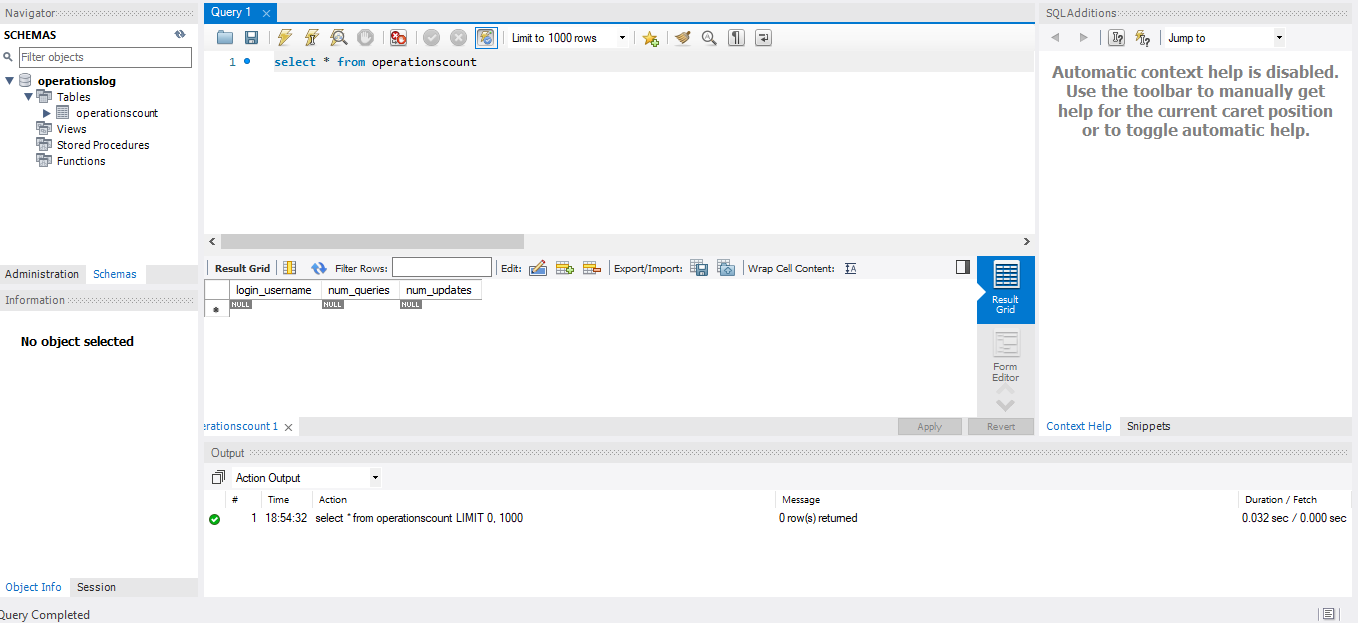 Navigator
SCHEMAS
Filter objects
operationslog
Tables
operationscount
Views
Stored Procedures
Functions
Administration Schemas
Information
No object selected
Object Info Session
Query Completed
Query 1
Limit to 1000 rows
1 select * from operationscount
Result Grid Filter Rows: Edit: Export/Import: Wrap Cell Content:
login_username num_queries num_updates
NULL NULL NULL
Result
Grid
Form
Editor
erationscount 1 Apply Revert
Output
Action Output
# Time Action Message Duration / Fetch
1 18:54:32 select * from operationscount LIMIT 0, 1000 0 row(s) returned 0.032 sec / 0.000 sec
SQLAdditions
Jump to
Automatic context help is disabled.
Use the toolbar to manually get
help for the current caret position
or to toggle automatic help.
Context Help Snippets